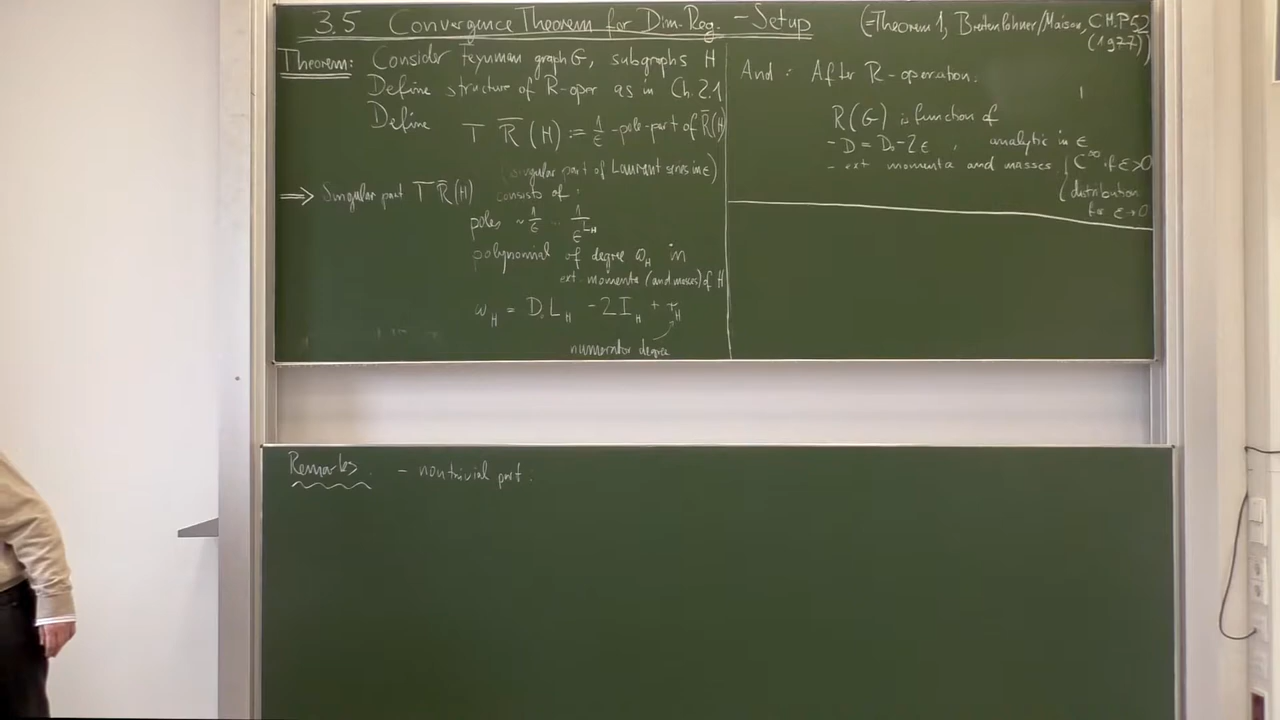 3.5 Convergence Theorem for Dim. Reg. - Setup
(=Theorem 1, Breitenlohner/Maison, C.M.P. 52
(1977))
Theorem: Consider Feynman graph G, subgraphs H
Define structure of R-oper as in Ch. 2.1
Define T R̄ (H) := 1/ε -pole-part of R̄(H)
(singular part of Laurent series in ε)
⟹ Singular part T R̄ (H) consists of :
poles ~ 1/ε ... 1/ε^{L_H}
polynomial of degree ω_H in
ext. momenta (and masses) of H
ω_H = D₀ L_H - 2 I_H + r_H
numerator degree
And : After R-operation:
R(G) is function of
- D = D₀ - 2ε , analytic in ε
- ext momenta and masses { C^∞ if ε>0
distribution
for ε→0
Remarks. - nontrivial part: